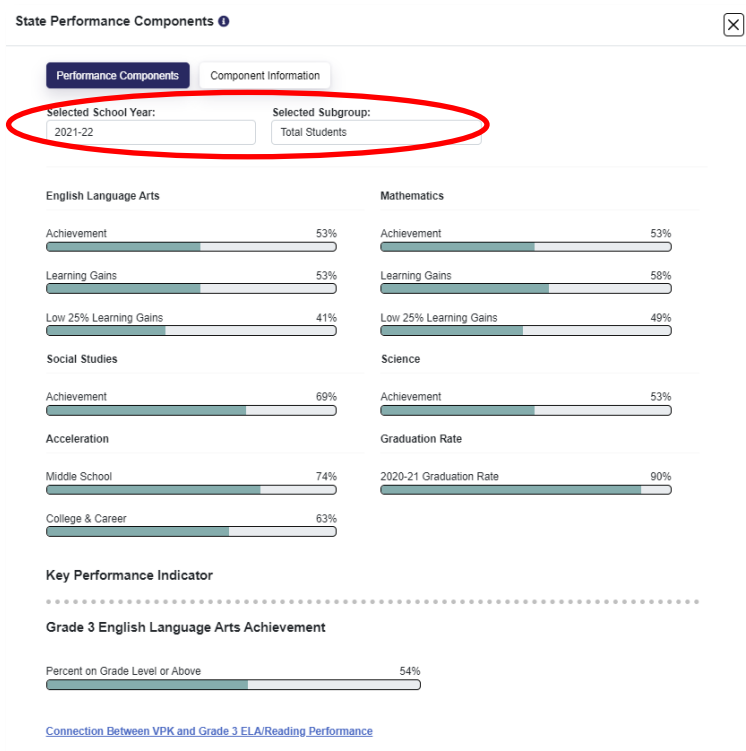 State Performance Components i
X
Performance Components Component Information
Selected School Year: Selected Subgroup:
2021-22 Total Students
English Language Arts Mathematics
Achievement 53% Achievement 53%
Learning Gains 53% Learning Gains 58%
Low 25% Learning Gains 41% Low 25% Learning Gains 49%
Social Studies Science
Achievement 69% Achievement 53%
Acceleration Graduation Rate
Middle School 74% 2020-21 Graduation Rate 90%
College & Career 63%
Key Performance Indicator
Grade 3 English Language Arts Achievement
Percent on Grade Level or Above 54%
Connection Between VPK and Grade 3 ELA/Reading Performance